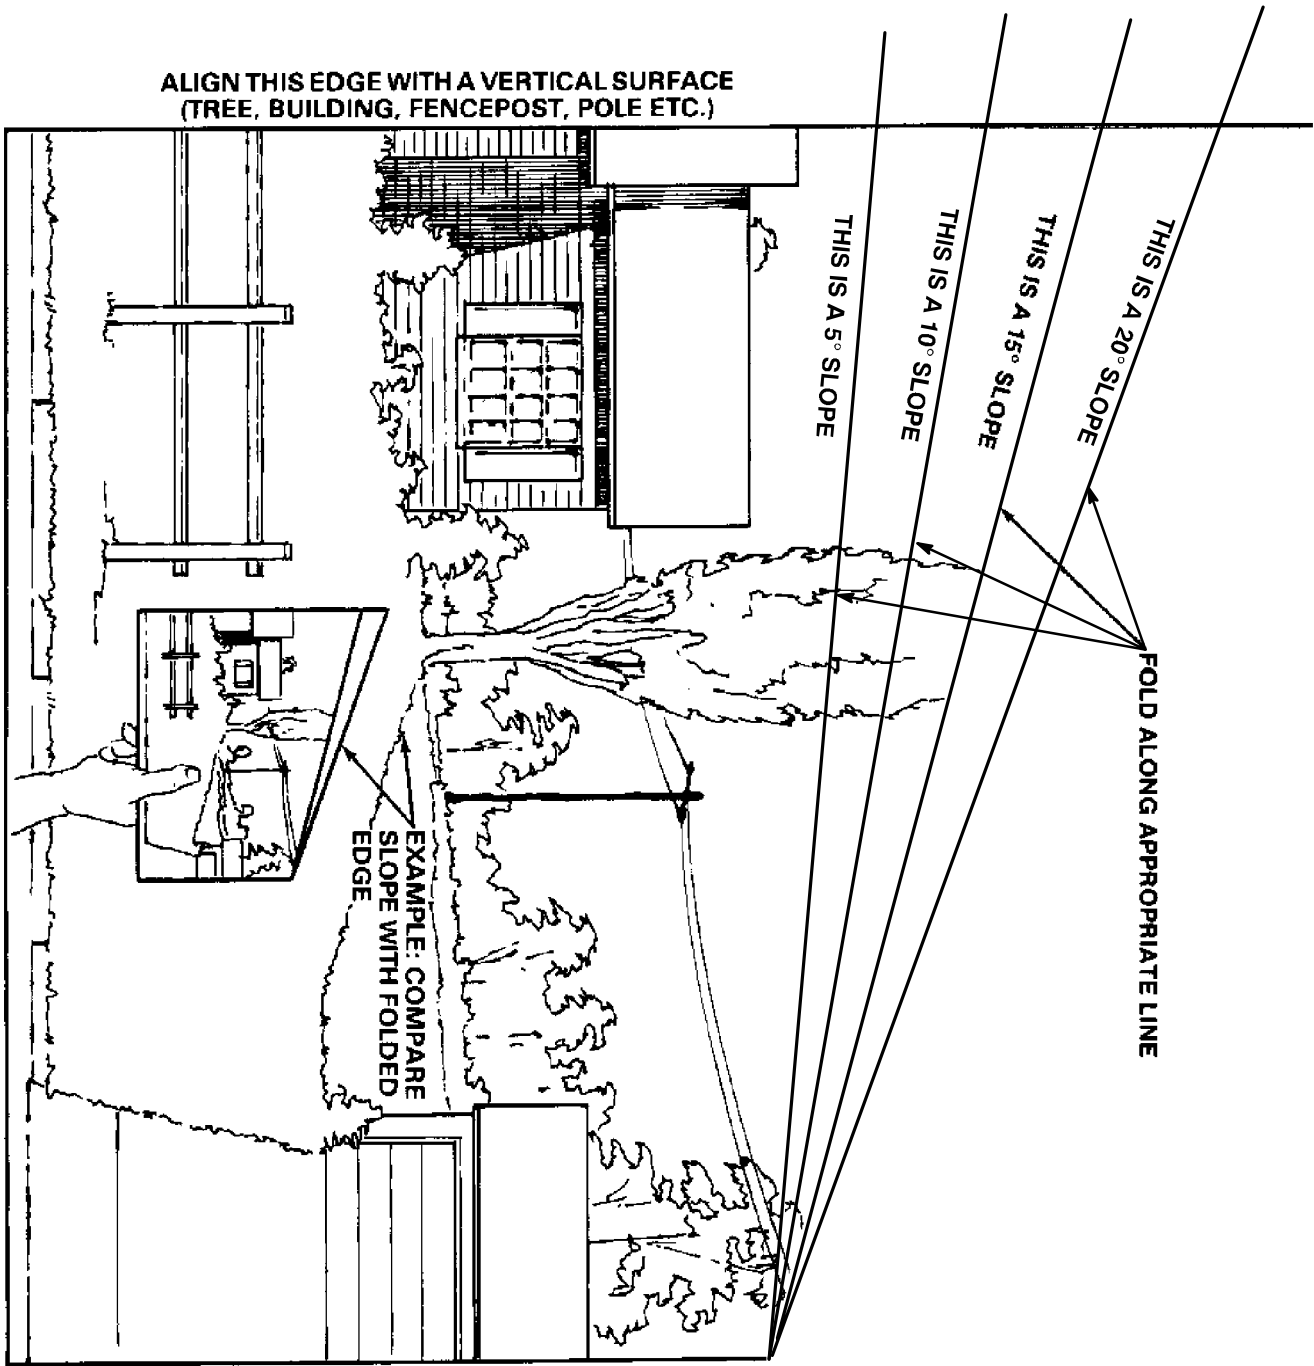 ALIGN THIS EDGE WITH A VERTICAL SURFACE
(TREE, BUILDING, FENCEPOST, POLE ETC.)
THIS IS A 20° SLOPE
THIS IS A 15° SLOPE
THIS IS A 10° SLOPE
THIS IS A 5° SLOPE
FOLD ALONG APPROPRIATE LINE
EXAMPLE: COMPARE
SLOPE WITH FOLDED
EDGE